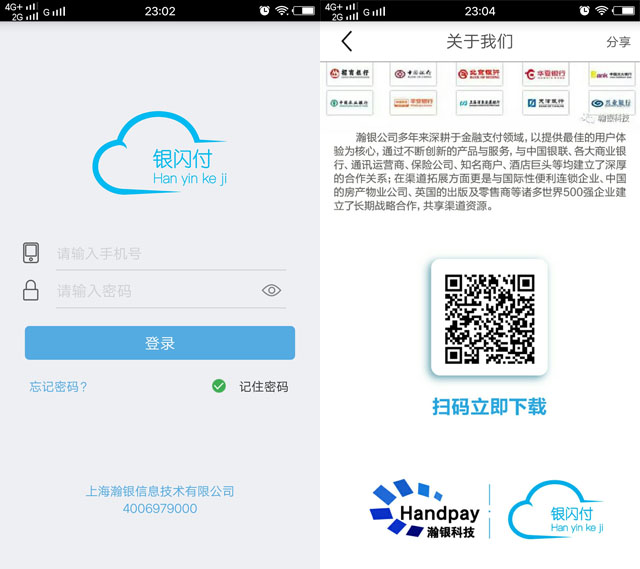 4G+
2G
G
23:02
银闪付
Han yin ke ji
请输入手机号
请输入密码
登录
忘记密码?
记住密码
上海瀚银信息技术有限公司
4006979000
4G+
2G
G
23:04
关于我们
分享
招商银行
中国银行
北京银行
华夏银行
Bank 中国光大银行
中国农业银行
华安银行
上海浦东发展银行
兴业银行
瀚银科技
瀚银公司多年来深耕于金融支付领域，以提供最佳的用户体
验为核心，通过不断创新的产品与服务，与中国银联、各大商业银
行、通讯运营商、保险公司、知名商户、酒店巨头等均建立了深厚
的合作关系；在渠道拓展方面更是与国际性便利连锁企业、中国
的房产物业公司、英国的出版及零售商等诸多世界500强企业建
立了长期战略合作，共享渠道资源。
扫码立即下载
Handpay
瀚银科技
银闪付
Han yin ke ji